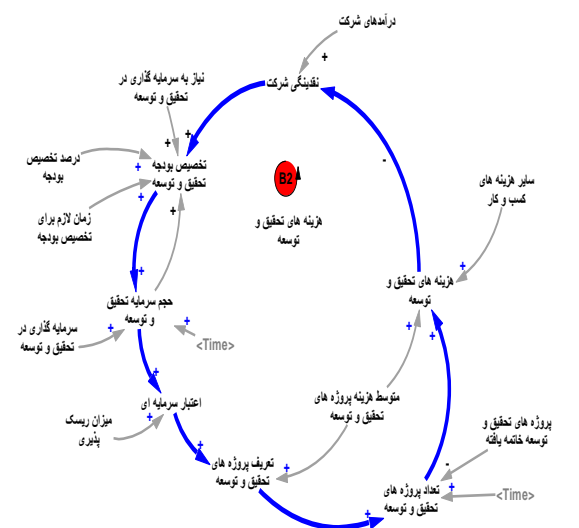 درآمدهای شرکت
+
نقدینگی شرکت
نیاز به سرمایه گذاری در
تحقیق و توسعه
+
+
درصد تخصیص
بودجه
+
تخصیص بودجه
تحقیق و توسعه
+
+
زمان لازم برای
تخصیص بودجه
B2
هزینه های تحقیق و
توسعه
-
سایر هزینه های
کسب و کار
+
هزینه های تحقیق و
توسعه
+
+
+
حجم سرمایه تحقیق
و توسعه
+
<Time>
سرمایه گذاری در
تحقیق و توسعه
+
+
اعتبار سرمایه ای
+
میزان ریسک
پذیری
متوسط هزینه پروژه های
تحقیق و توسعه
+
تعریف پروژه های
تحقیق و توسعه
+
پروژه های تحقیق و
توسعه خاتمه یافته
-
تعداد پروژه های
تحقیق و توسعه
+
+
<Time>